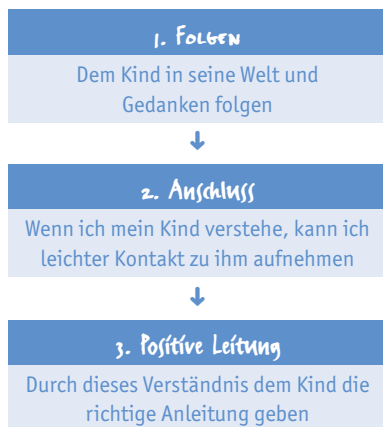 1. Folgen
Dem Kind in seine Welt und
Gedanken folgen
2. Anschluss
Wenn ich mein Kind verstehe, kann ich
leichter Kontakt zu ihm aufnehmen
3. Positive Leitung
Durch dieses Verständnis dem Kind die
richtige Anleitung geben